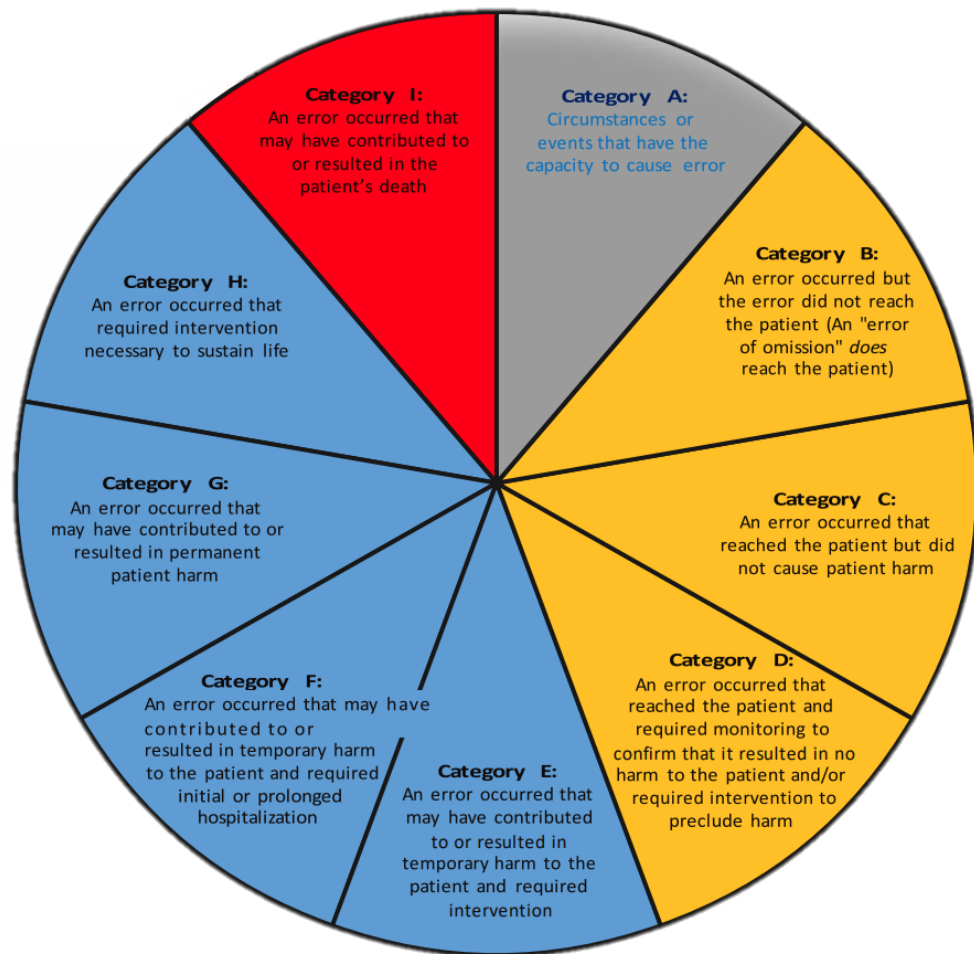 Category I:
An error occurred that
may have contributed to
or resulted in the
patient’s death
Category A:
Circumstances or
events that have the
capacity to cause error
Category B:
An error occurred but
the error did not reach
the patient (An "error
of omission" does
reach the patient)
Category C:
An error occurred that
reached the patient but did
not cause patient harm
Category D:
An error occurred that
reached the patient and
required monitoring to
confirm that it resulted in no
harm to the patient and/or
required intervention to
preclude harm
Category E:
An error occurred that
may have contributed
to or resulted in
temporary harm to the
patient and required
intervention
Category F:
An error occurred that may have
contributed to or
resulted in temporary harm
to the patient and required
initial or prolonged
hospitalization
Category G:
An error occurred that
may have contributed to or
resulted in permanent
patient harm
Category H:
An error occurred that
required intervention
necessary to sustain life